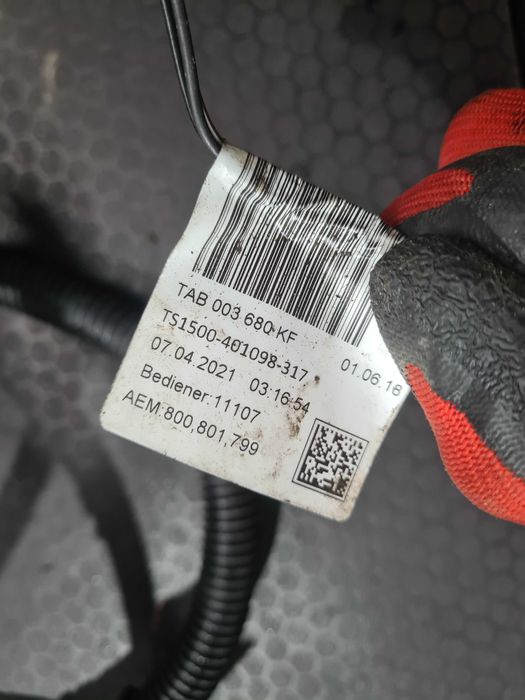 TAB 003 680 KF 01.06.16
TS1500-401098-317
07.04.2021 03:16:54
Bediener:11107
AEM:800,801,799